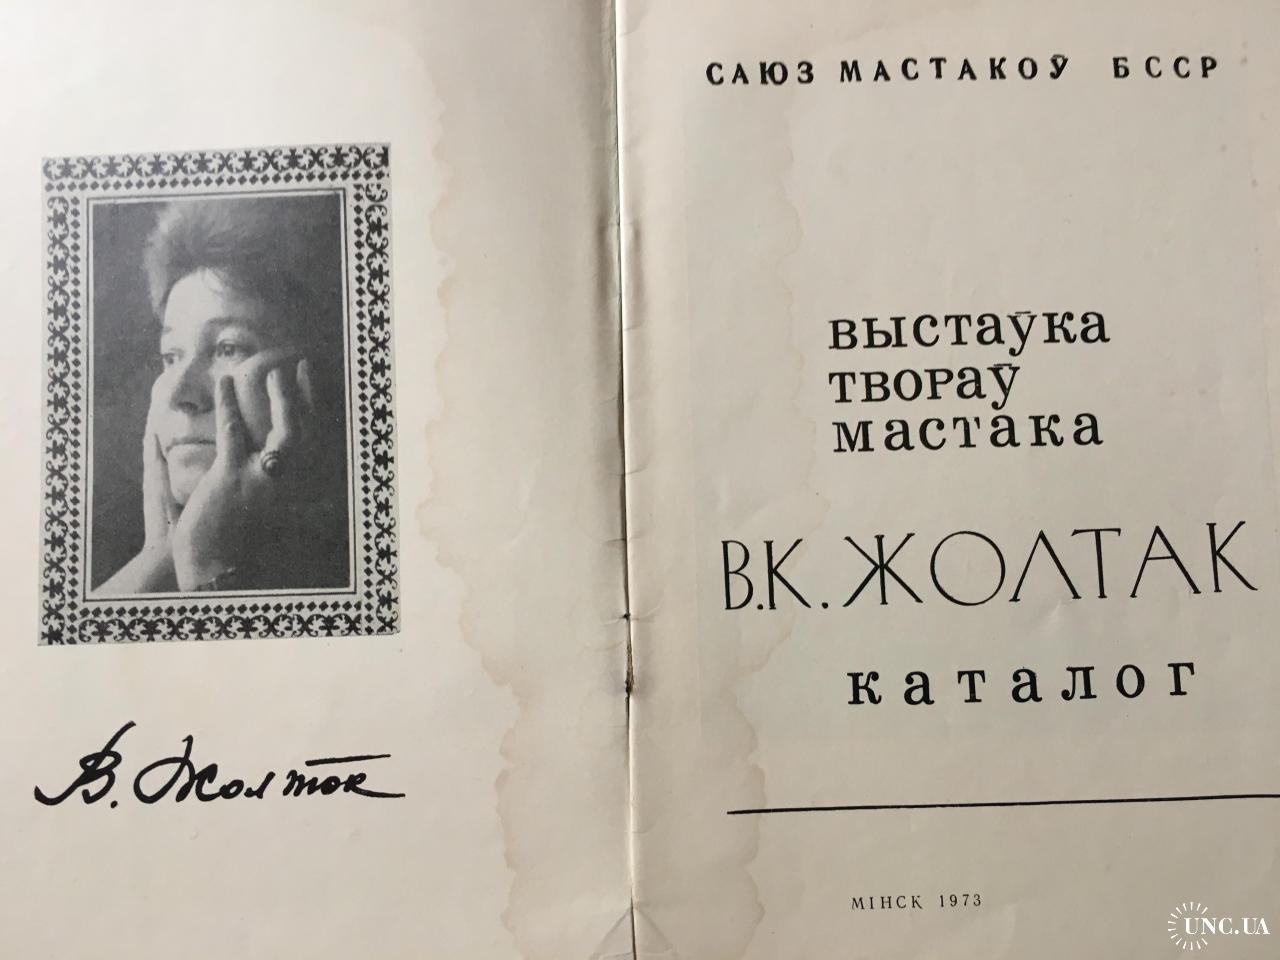 В. Жолток
САЮЗ МАСТАКОЎ БССР
выстаўка
твораў
мастака
В.К. ЖОЛТАК
каталог
МІНСК 1973
UNC.UA